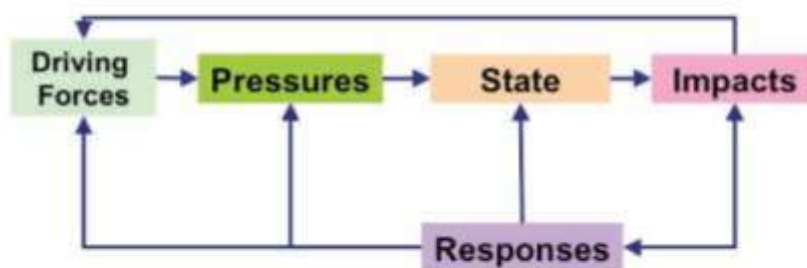 Driving
Forces
Pressures
State
Impacts
Responses